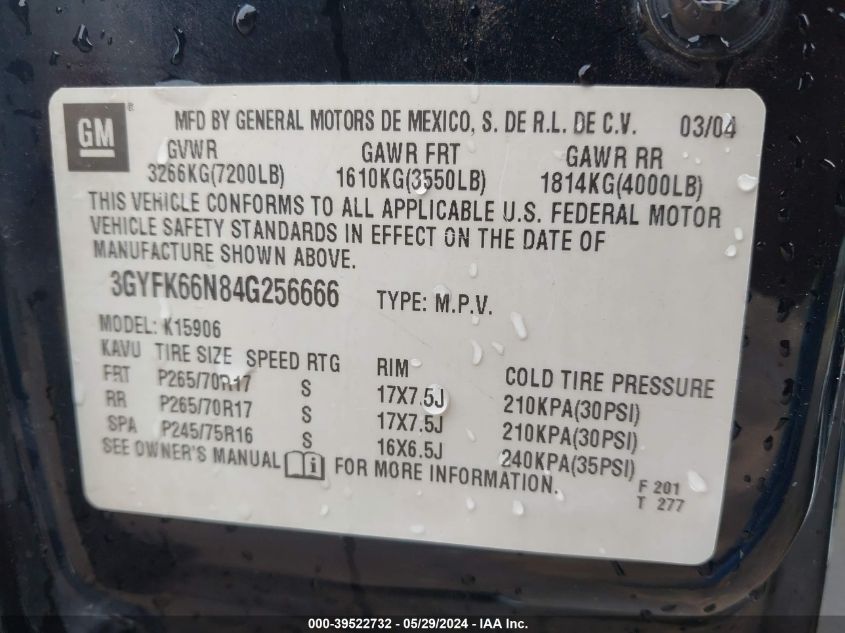 GM ® MFD BY GENERAL MOTORS DE MEXICO, S. DE R.L. DE C.V. 03/04
GVWR GAWR FRT GAWR RR
3266KG(7200LB) 1610KG(3550LB) 1814KG(4000LB)
THIS VEHICLE CONFORMS TO ALL APPLICABLE U.S. FEDERAL MOTOR
VEHICLE SAFETY STANDARDS IN EFFECT ON THE DATE OF
MANUFACTURE SHOWN ABOVE.
3GYFK66N84G256666 TYPE: M.P.V.
MODEL: K15906
KAVU TIRE SIZE SPEED RTG RIM COLD TIRE PRESSURE
FRT P265/70R17 S 17X7.5J 210KPA(30PSI)
RR P265/70R17 S 17X7.5J 210KPA(30PSI)
SPA P245/75R16 S 16X6.5J 240KPA(35PSI)
SEE OWNER'S MANUAL FOR MORE INFORMATION.
F 201
T 277
000-39522732 - 05/29/2024 - IAA Inc.